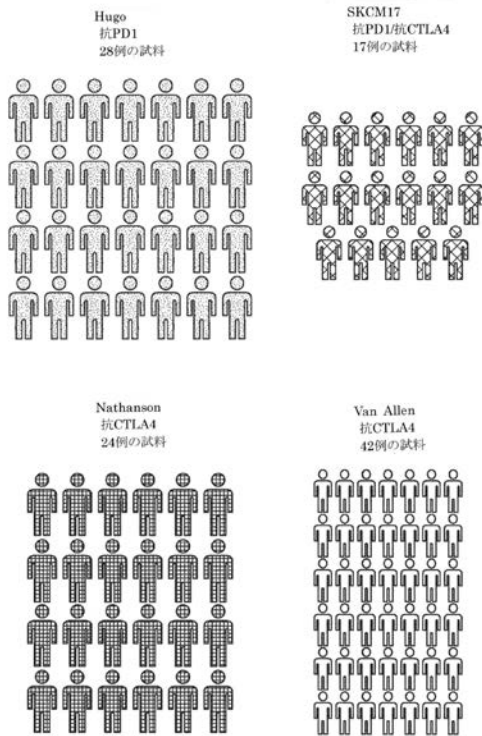 Hugo
抗PD1
28例の試料
SKCM17
抗PD1/抗CTLA4
17例の試料
Nathanson
抗CTLA4
24例の試料
Van Allen
抗CTLA4
42例の試料